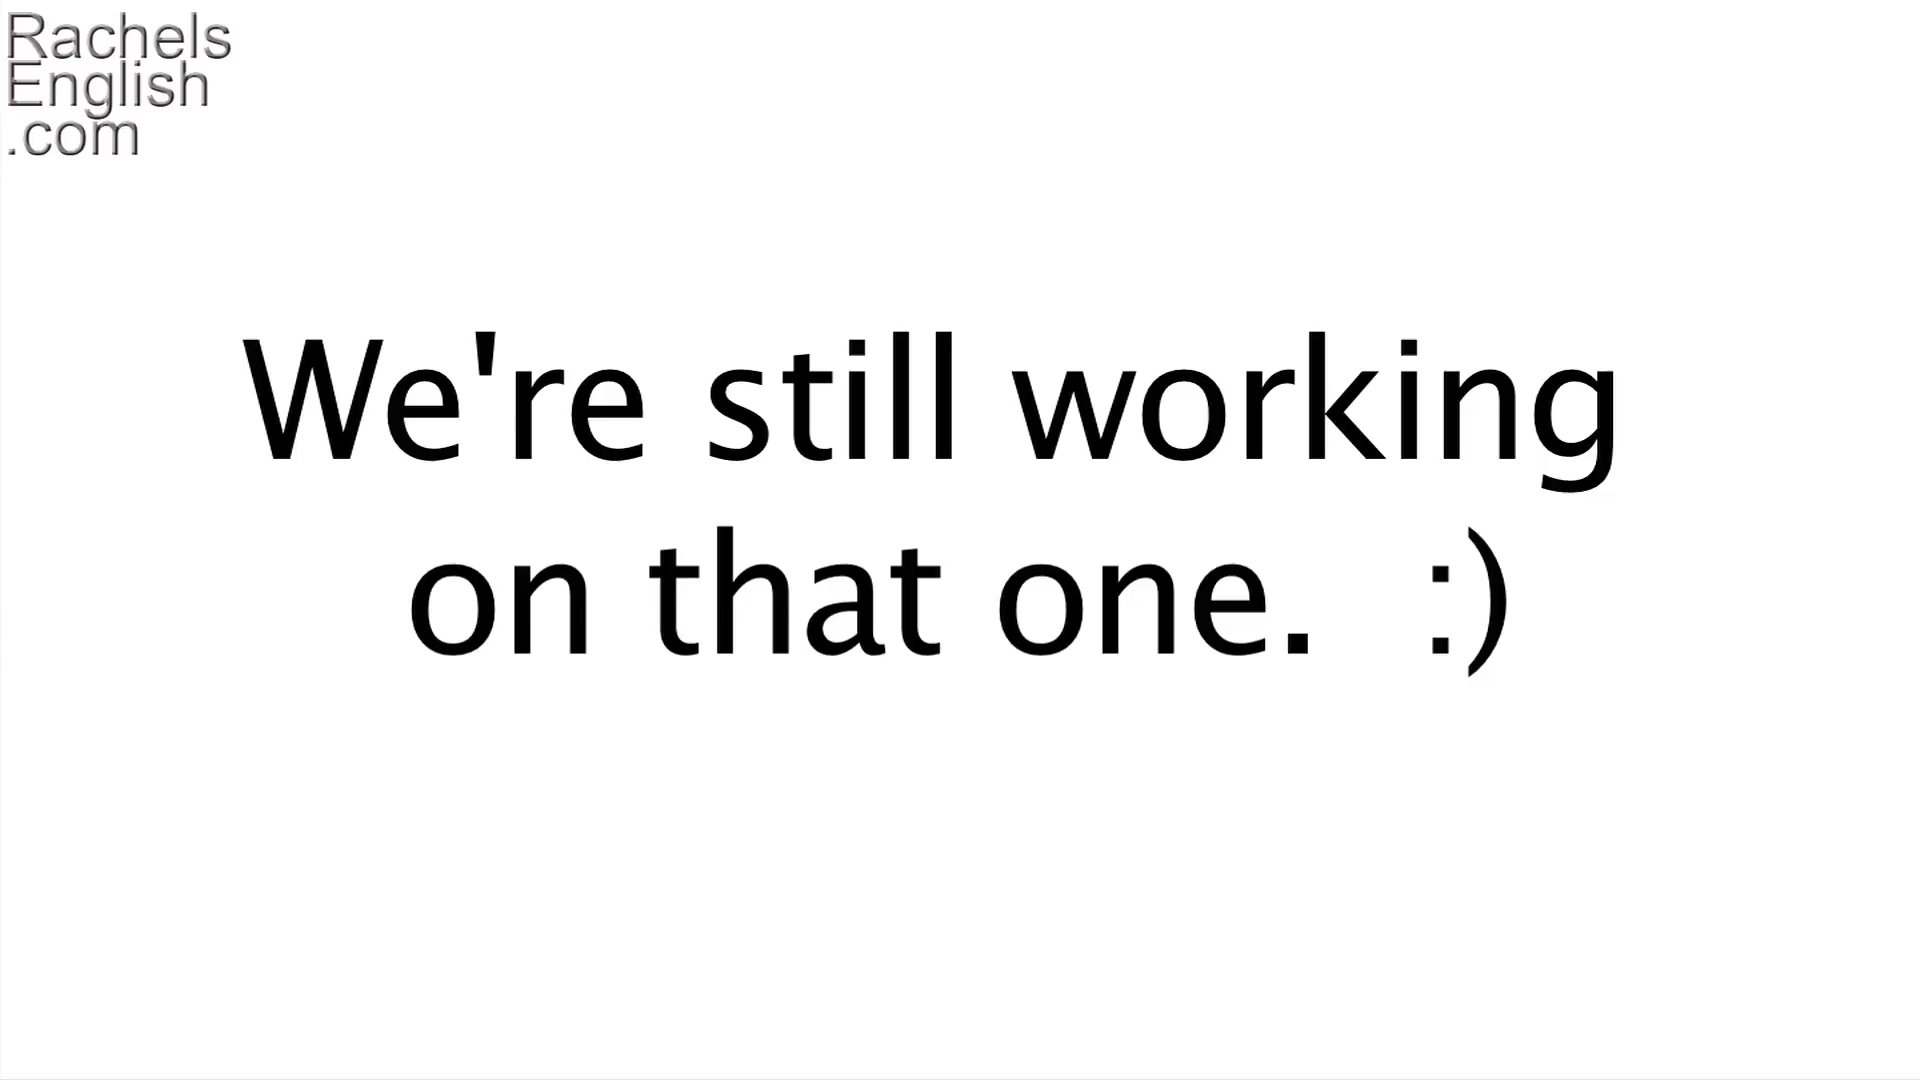 Rachels
English
.com
We're still working
on that one.  :)